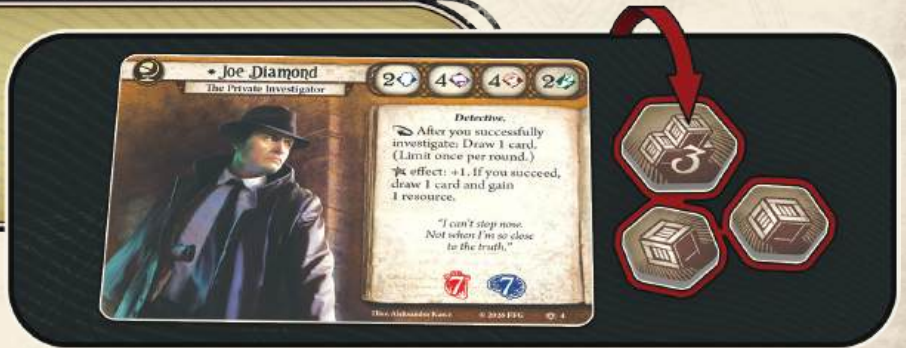 Joe Diamond
The Private Investigator
2 4 4 2
Detective.
After you successfully
investigate: Draw 1 card.
(Limit once per round.)
effect: +1. If you succeed,
draw 1 card and gain
1 resource.
"I can't stop now.
Not when I'm so close
to the truth."
7 7
3